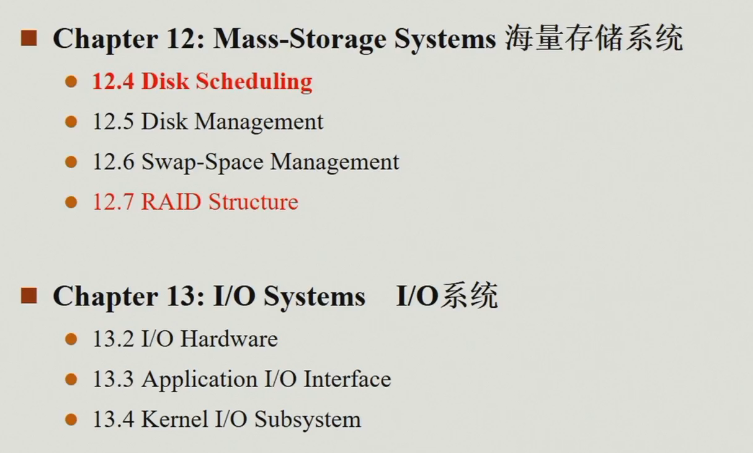 Chapter 12: Mass-Storage Systems 海量存储系统
12.4 Disk Scheduling
12.5 Disk Management
12.6 Swap-Space Management
12.7 RAID Structure
Chapter 13: I/O Systems I/O系统
13.2 I/O Hardware
13.3 Application I/O Interface
13.4 Kernel I/O Subsystem